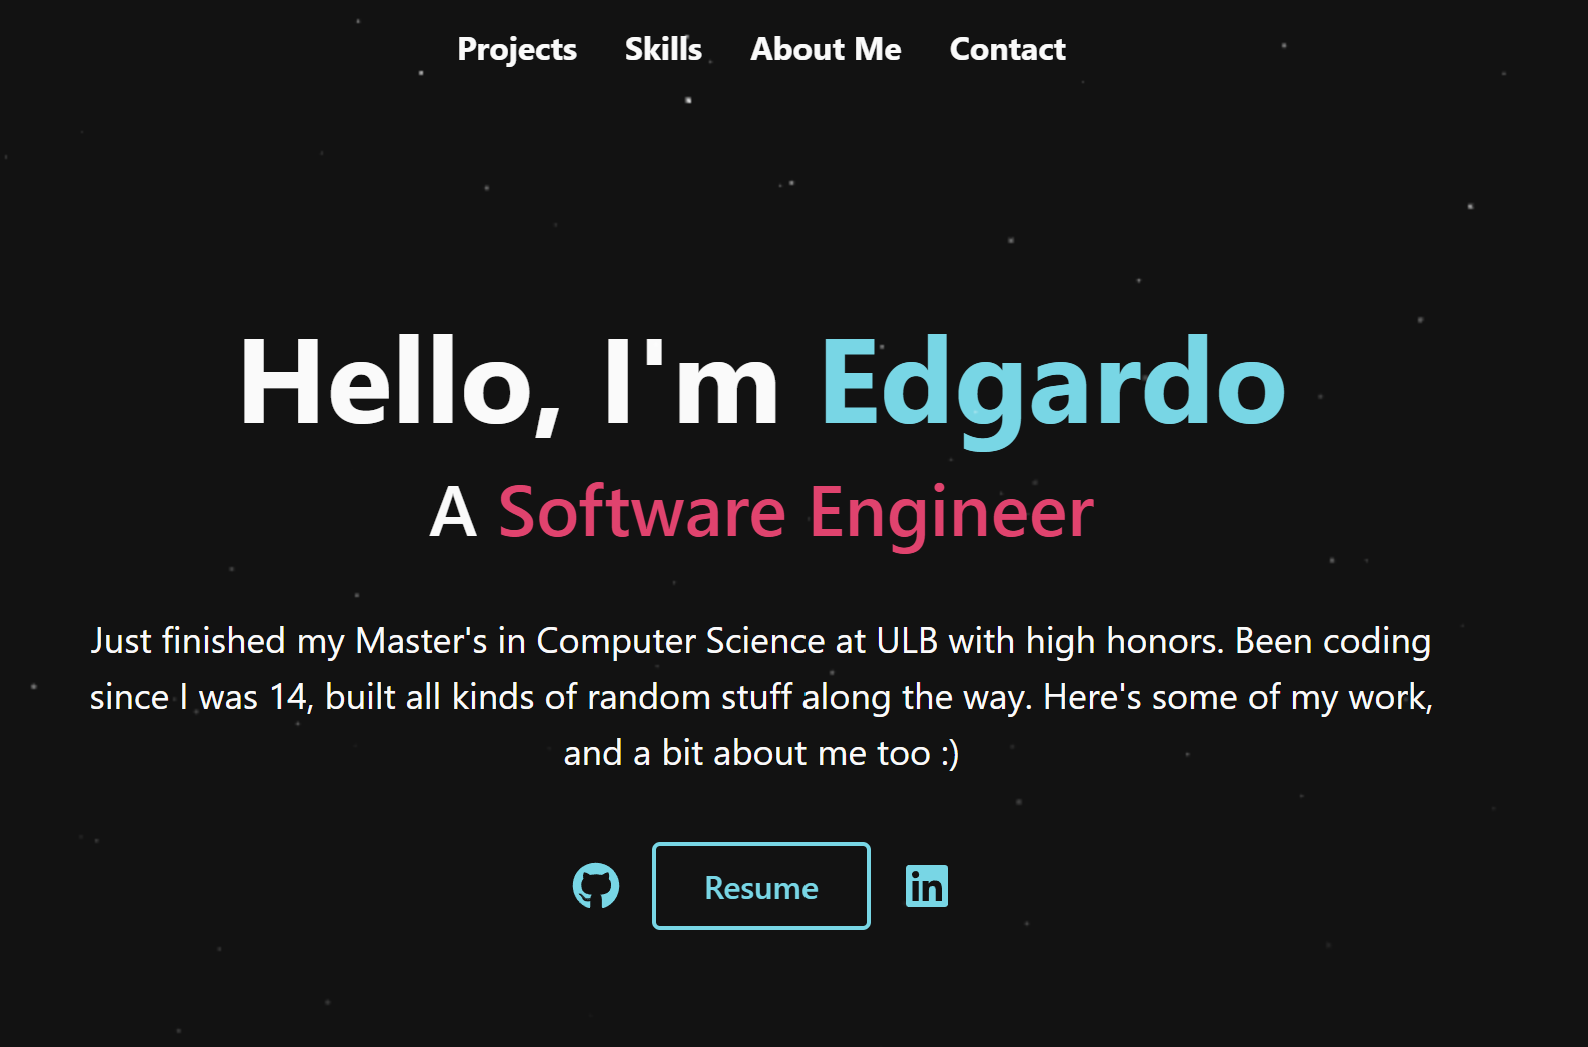 Projects Skills About Me Contact
Hello, I'm Edgardo
A Software Engineer
Just finished my Master's in Computer Science at ULB with high honors. Been coding
since I was 14, built all kinds of random stuff along the way. Here's some of my work,
and a bit about me too :)
Resume in